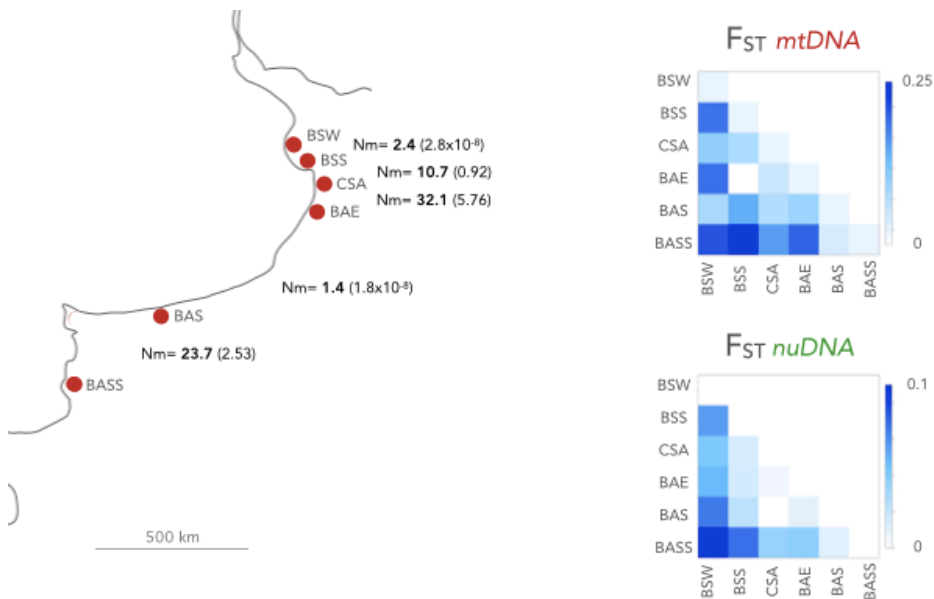 BSW
Nm= 2.4 (2.8x10⁻⁸)
BSS
Nm= 10.7 (0.92)
CSA
Nm= 32.1 (5.76)
BAE
Nm= 1.4 (1.8x10⁻⁸)
BAS
Nm= 23.7 (2.53)
BASS
500 km
FST mtDNA
BSW
BSS
CSA
BAE
BAS
BASS
BSW BSS CSA BAE BAS BASS
0.25
0
FST nuDNA
BSW
BSS
CSA
BAE
BAS
BASS
BSW BSS CSA BAE BAS BASS
0.1
0